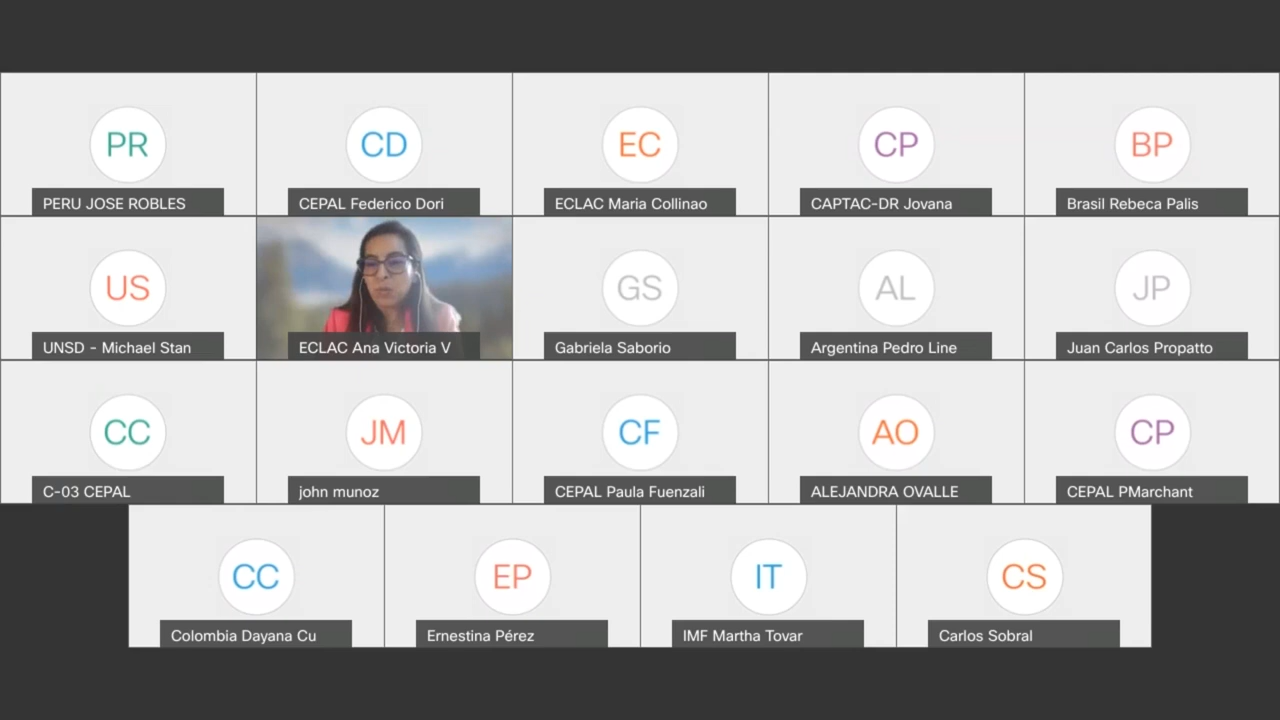 PR
PERU JOSE ROBLES
CD
CEPAL Federico Dori
EC
ECLAC Maria Collinao
CP
CAPTAC-DR Jovana
BP
Brasil Rebeca Palis
US
UNSD - Michael Stan
ECLAC Ana Victoria V
GS
Gabriela Saborio
AL
Argentina Pedro Line
JP
Juan Carlos Propatto
CC
C-03 CEPAL
JM
john munoz
CF
CEPAL Paula Fuenzali
AO
ALEJANDRA OVALLE
CP
CEPAL PMarchant
CC
Colombia Dayana Cu
EP
Ernestina Pérez
IT
IMF Martha Tovar
CS
Carlos Sobral